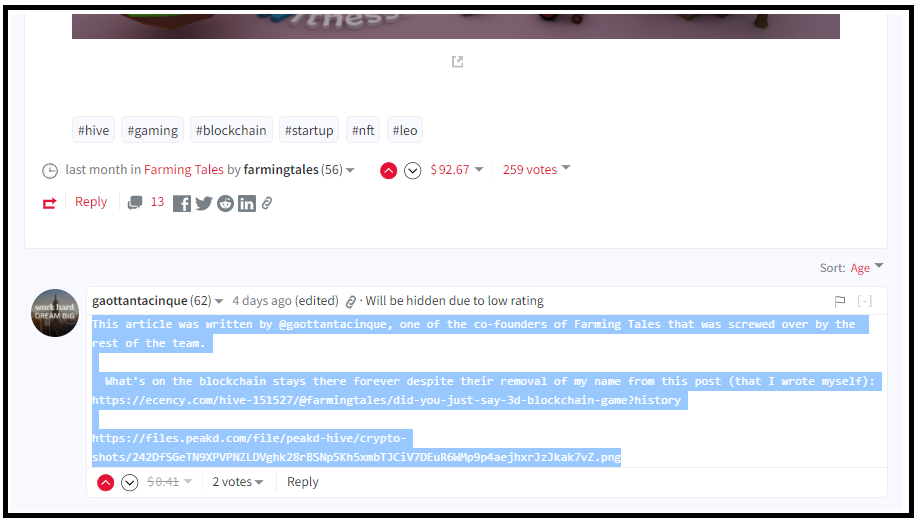 itness
#hive #gaming #blockchain #startup #nft #leo
last month in Farming Tales by farmingtales (56) $ 92.67 259 votes
Reply 13
Sort: Age
work hard
DREAM BIG
gaottantacinque (62) 4 days ago (edited) · Will be hidden due to low rating [-]
This article was written by @gaottantacinque, one of the co-founders of Farming Tales that was screwed over by the
rest of the team.
What's on the blockchain stays there forever despite their removal of my name from this post (that I wrote myself):
https://ecency.com/hive-151527/@farmingtales/did-you-just-say-3d-blockchain-game?history
https://files.peakd.com/file/peakd-hive/crypto-
shots/242DfSGeTN9XPVPNZLDVghk28rBSNp5Kh5xmbTJCiV7DEuR6WMp9p4aejhxrJzJkak7vZ.png
$0.41 2 votes Reply